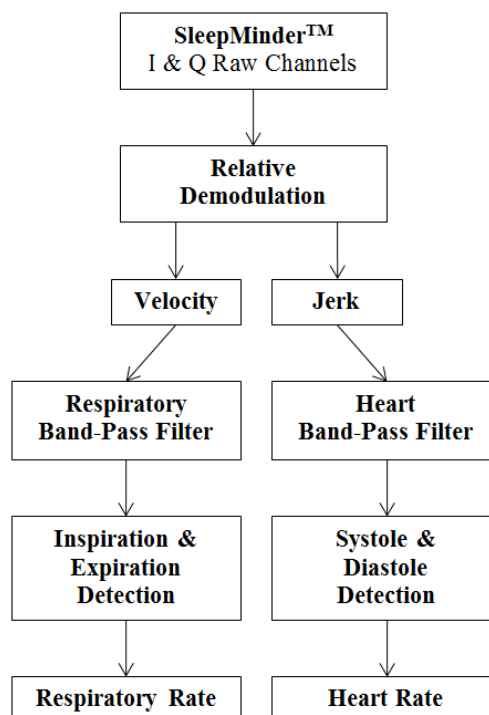 SleepMinder™
I & Q Raw Channels
Relative
Demodulation
Velocity
Jerk
Respiratory
Band-Pass Filter
Heart
Band-Pass Filter
Inspiration &
Expiration
Detection
Systole &
Diastole
Detection
Respiratory Rate
Heart Rate